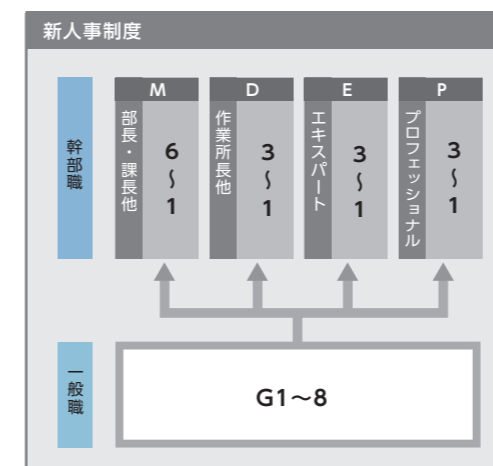 新人事制度
幹部職
M
部長・課長他
6
〜
1
D
作業所長他
3
〜
1
E
エキスパート
3
〜
1
P
プロフェッショナル
3
〜
1
一般職
G1〜8